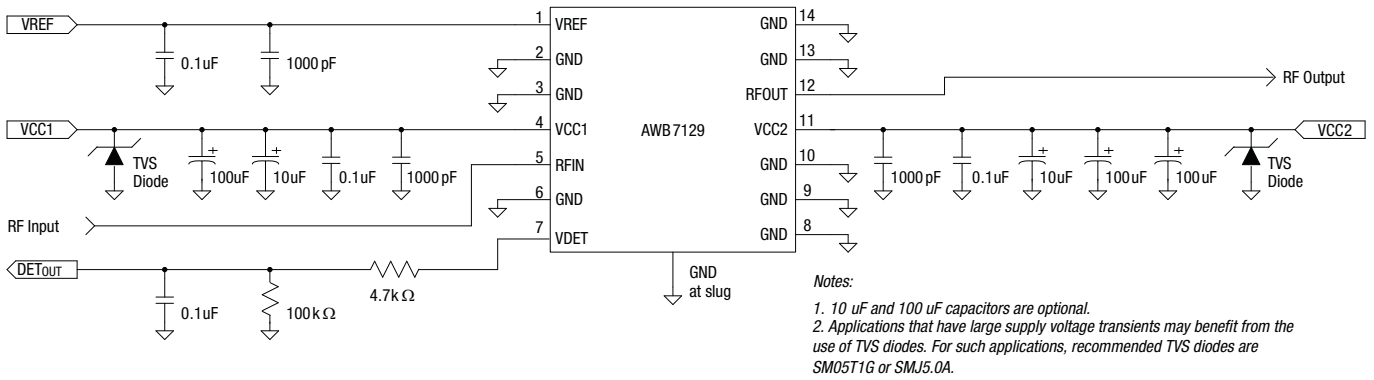 VREF
0.1uF
1000 pF
1 VREF
2 GND
3 GND
4 VCC1
5 RFIN
6 GND
7 VDET
AWB7129
GND 14
GND 13
RFOUT 12
VCC2 11
GND 10
GND 9
GND 8
GND
at slug
RF Output
VCC1
TVS
Diode
100uF
10uF
0.1uF
1000 pF
RF Input
DETOUT
0.1uF
100k Ω
4.7k Ω
1000 pF
0.1uF
10uF
100uF
100uF
TVS
Diode
VCC2
Notes:
1. 10 uF and 100 uF capacitors are optional.
2. Applications that have large supply voltage transients may benefit from the
use of TVS diodes. For such applications, recommended TVS diodes are
SM05T1G or SMJ5.0A.